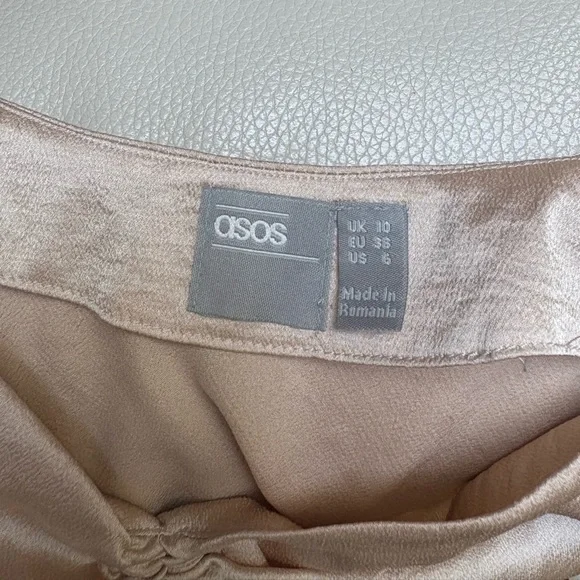 asos
UK 10
EU 38
US 6
Made in
Romania